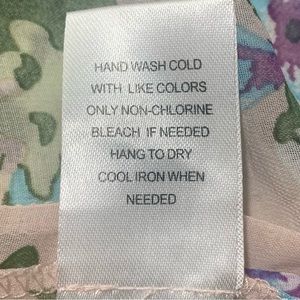 HAND WASH COLD
WITH LIKE COLORS
ONLY NON-CHLORINE
BLEACH IF NEEDED
HANG TO DRY
COOL IRON WHEN
NEEDED